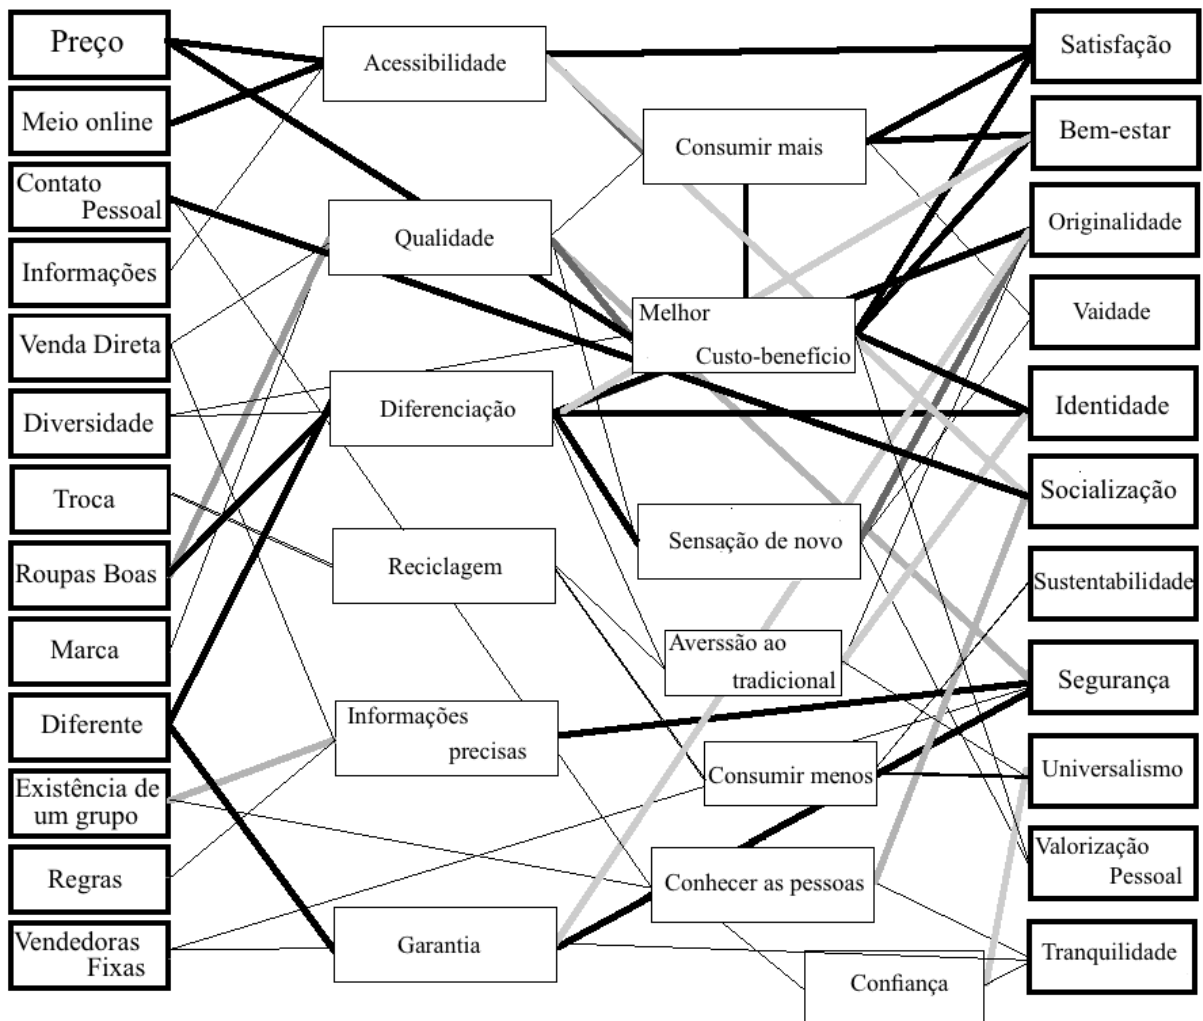 Preço
Meio online
Contato
Pessoal
Informações
Venda Direta
Diversidade
Troca
Roupas Boas
Marca
Diferente
Existência de
um grupo
Regras
Vendedoras
Fixas
Acessibilidade
Qualidade
Diferenciação
Reciclagem
Informações
precisas
Garantia
Consumir mais
Melhor
Custo-benefício
Sensação de novo
Averssão ao
tradicional
Consumir menos
Conhecer as pessoas
Confiança
Satisfação
Bem-estar
Originalidade
Vaidade
Identidade
Socialização
Sustentabilidade
Segurança
Universalismo
Valorização
Pessoal
Tranquilidade